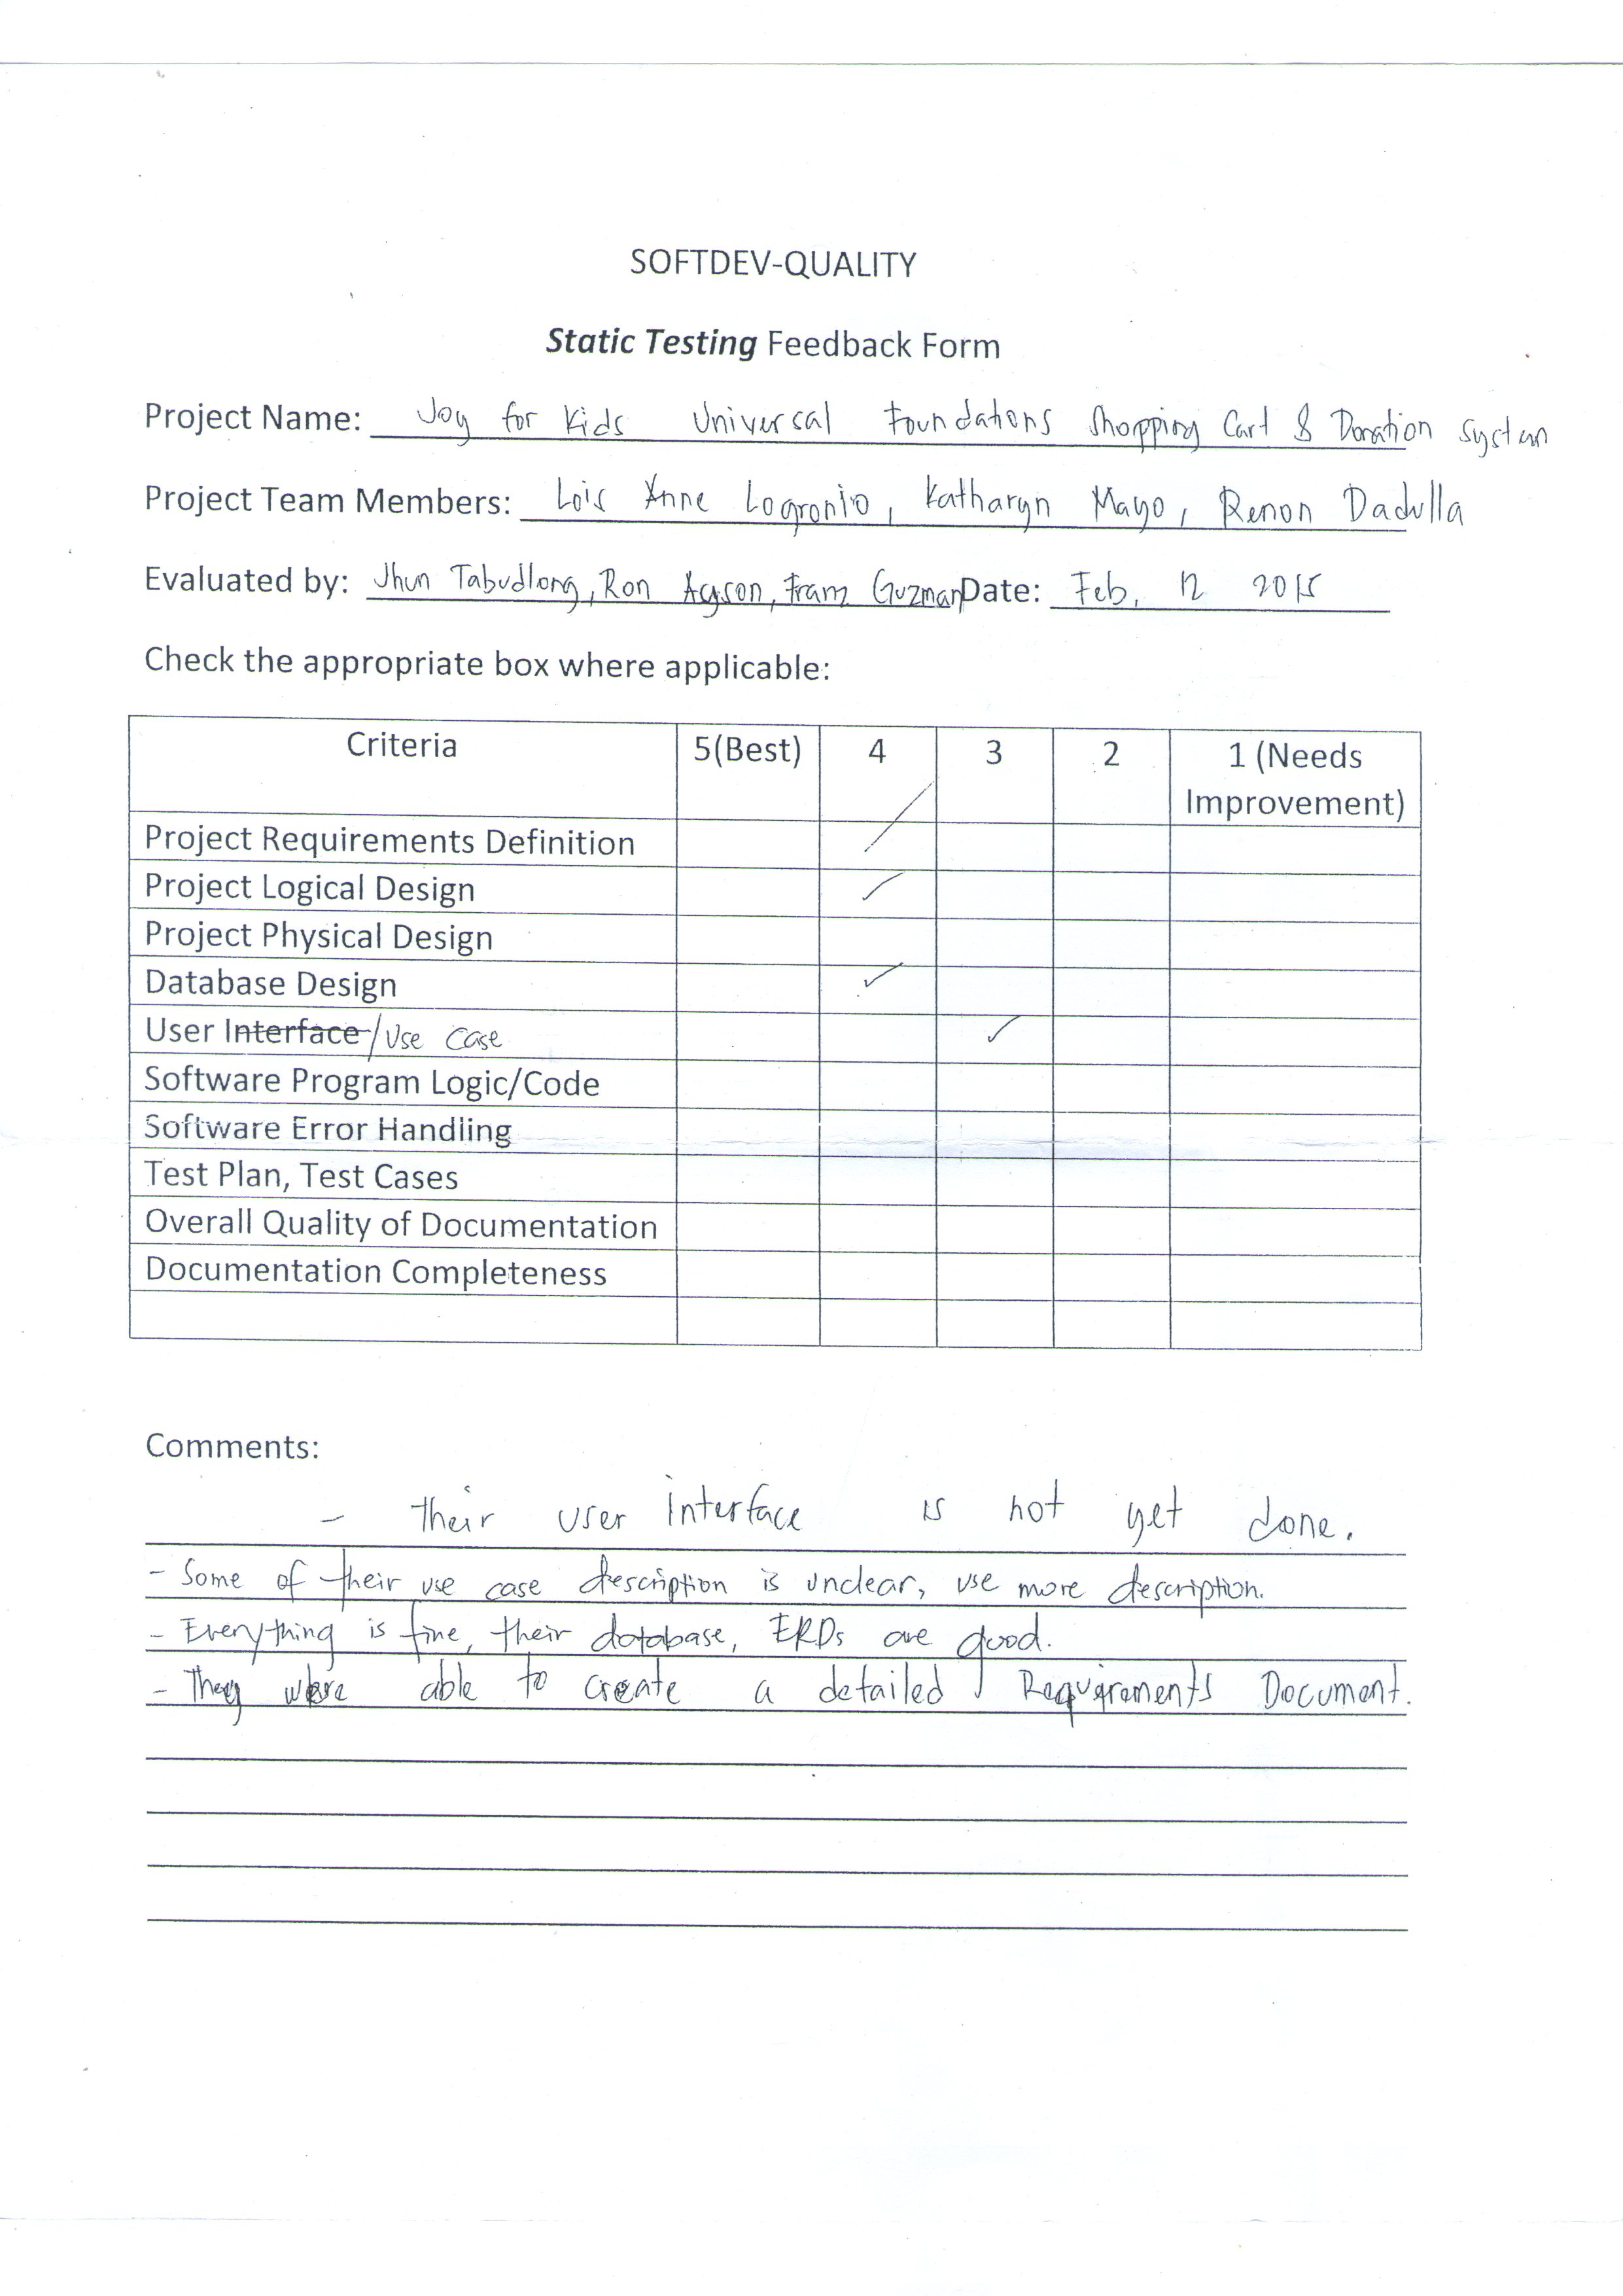 SOFTDEV-QUALITY
Static Testing Feedback Form
Project Name: Joy for Kids Universal Foundations Shopping Cart & Donation System
Project Team Members: Lois Anne Logronio, Katharyn Mayo, Renon Dadulla
Evaluated by: Jhun Tabudlong, Ron Agson, Franz Guzman Date: Feb. 12 2015
Check the appropriate box where applicable:
Criteria 5(Best) 4 3 2 1 (Needs
Improvement)
Project Requirements Definition
Project Logical Design
Project Physical Design
Database Design
User Interface/Use Case
Software Program Logic/Code
Software Error Handling
Test Plan, Test Cases
Overall Quality of Documentation
Documentation Completeness
Comments:
- their user interface is not yet done.
- Some of their use case description is unclear, use more description.
- Everything is fine, their database, ERDs are good.
- They were able to create a detailed Requirements Document.